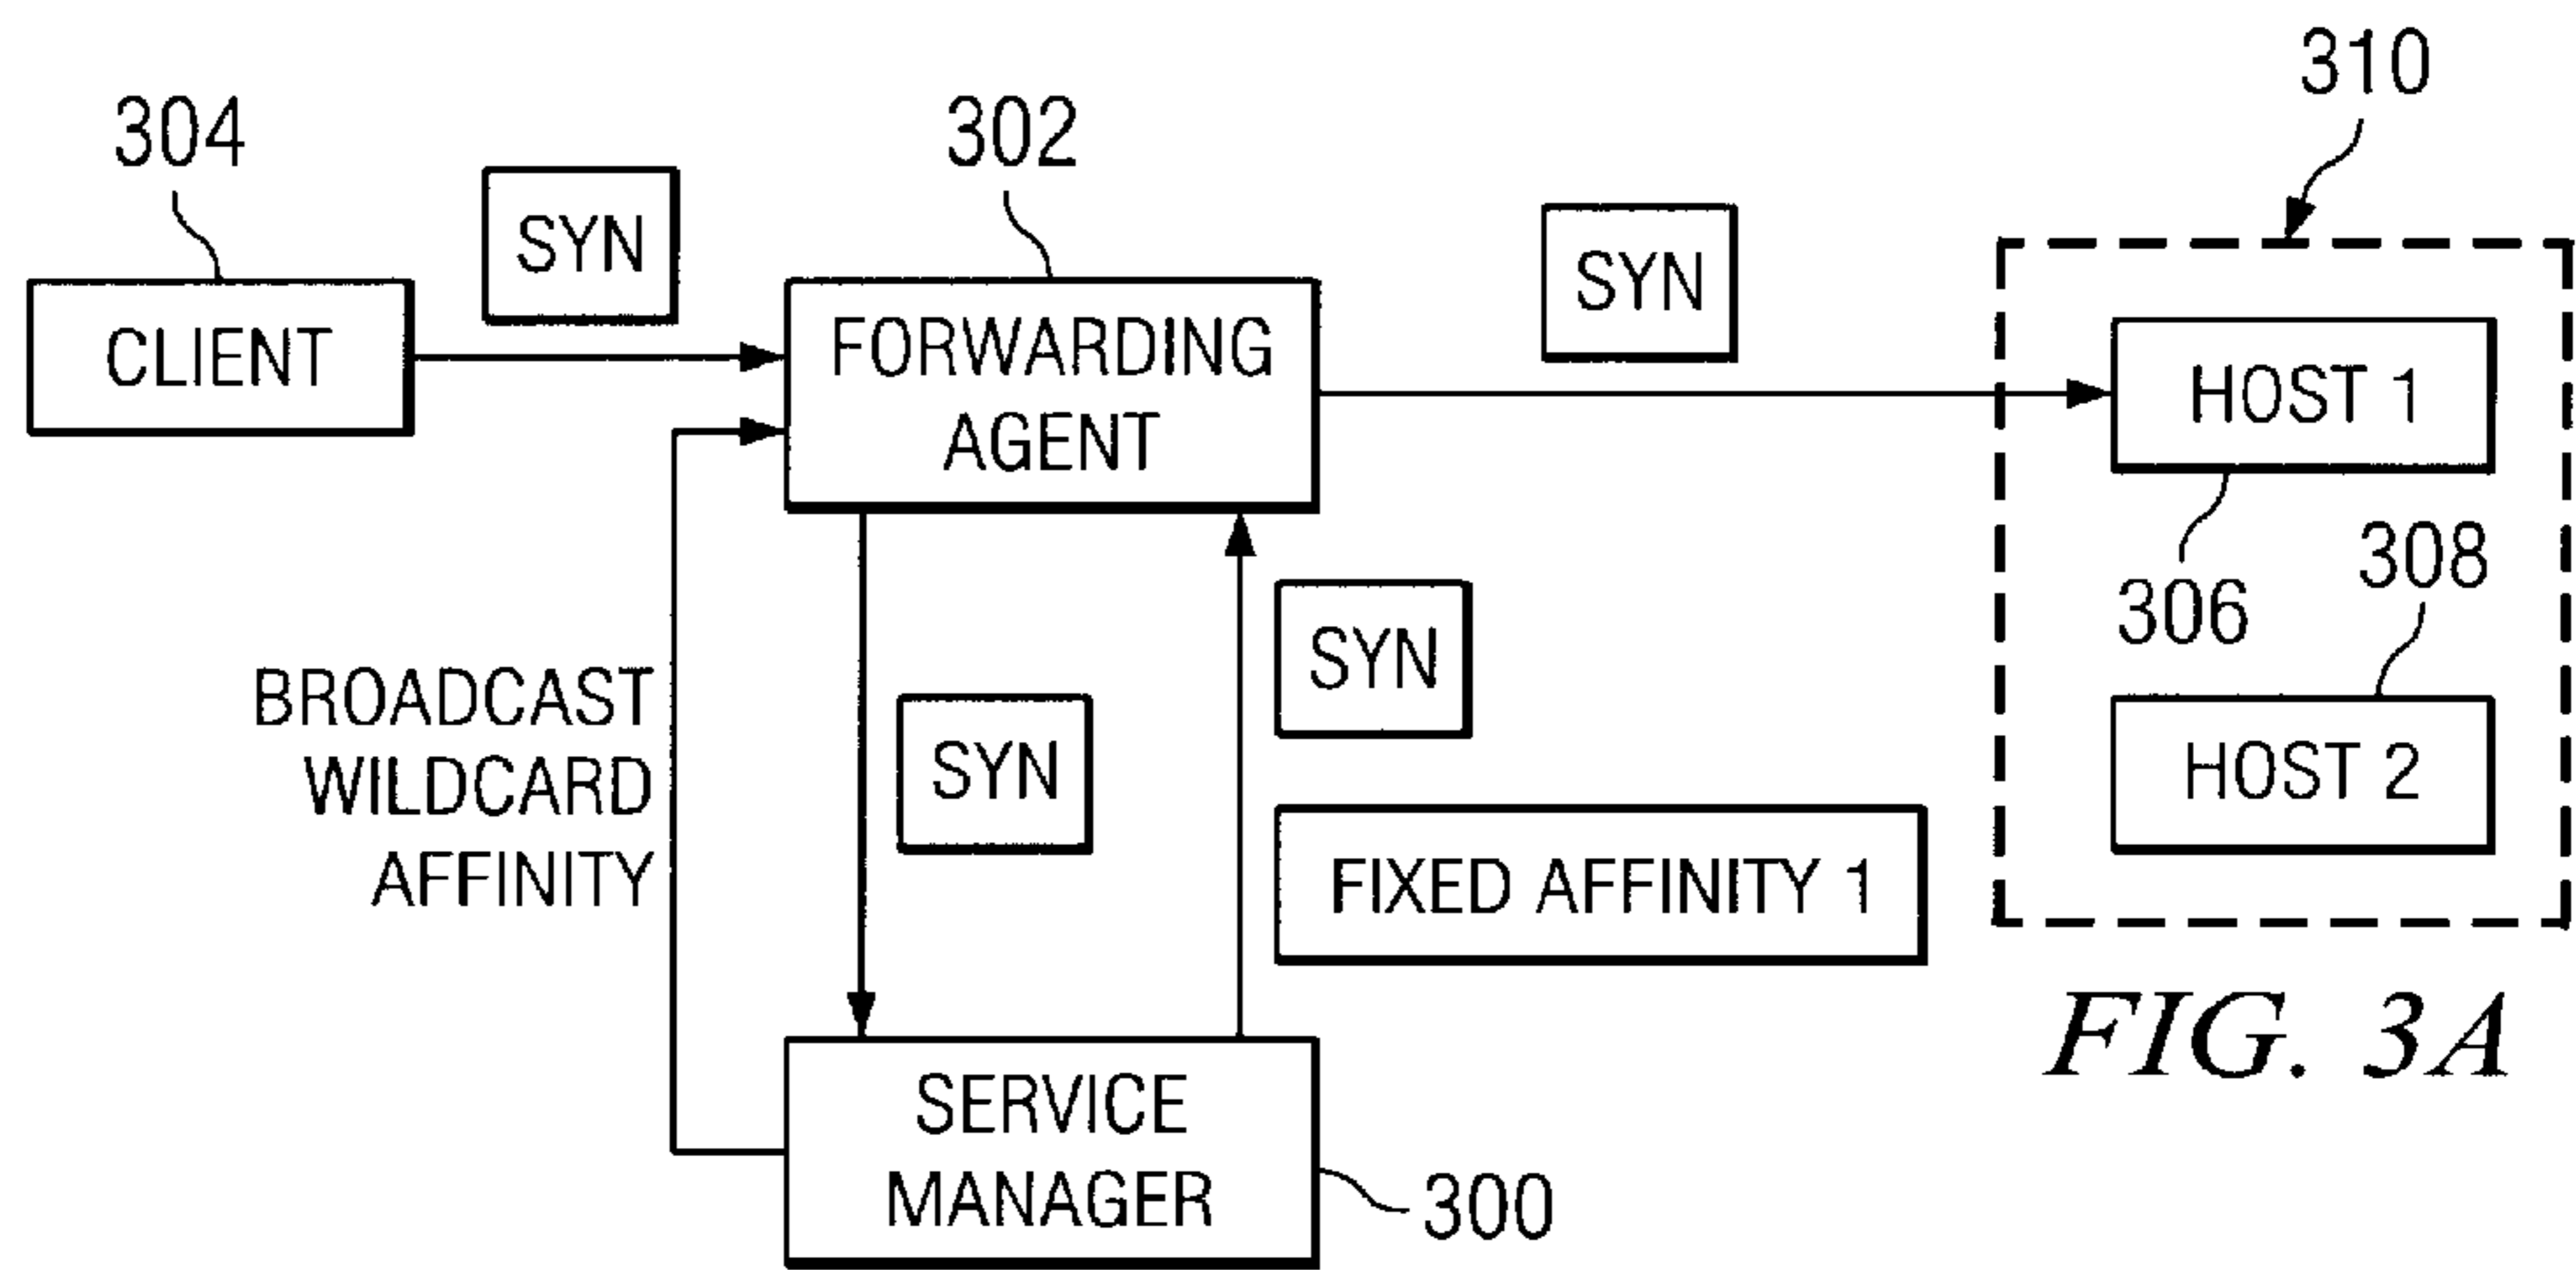 310
304
302
SYN
SYN
CLIENT
FORWARDING
AGENT
HOST 1
306
308
SYN
BROADCAST
WILDCARD
AFFINITY
SYN
HOST 2
FIXED AFFINITY 1
FIG. 3A
SERVICE
MANAGER
300